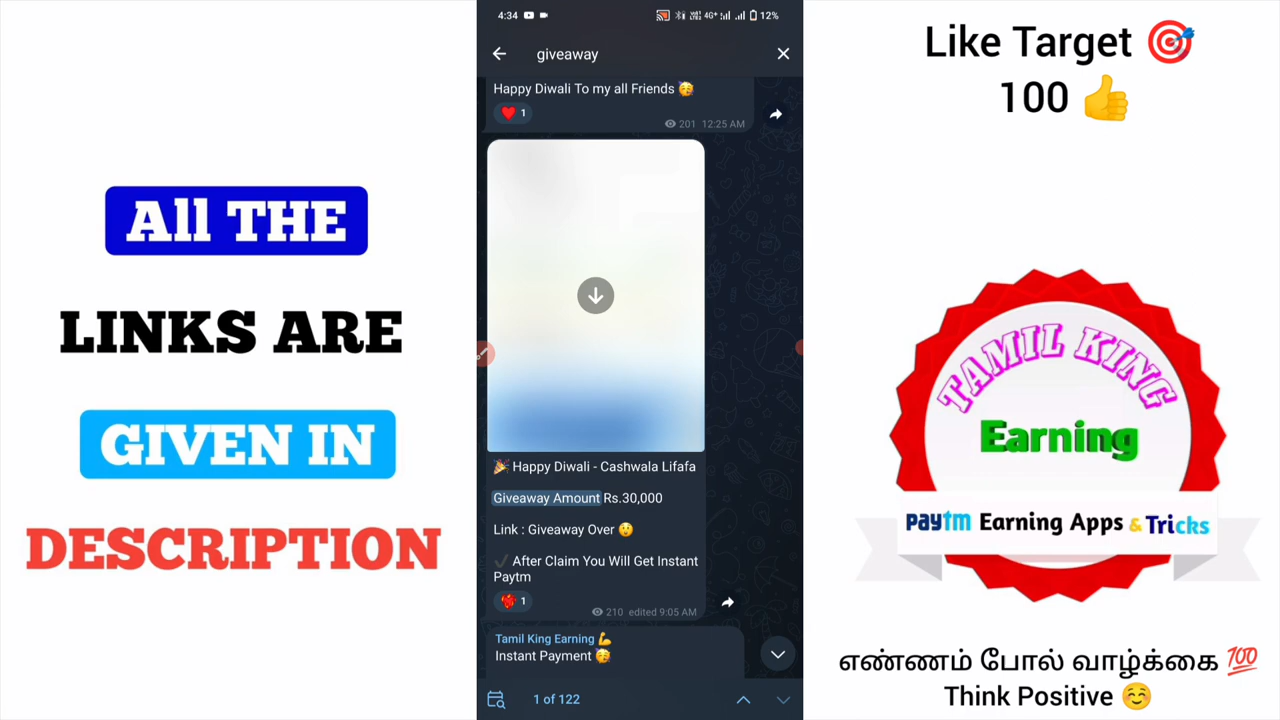 All THE
LINKS ARE
GIVEN IN
DESCRIPTION
4:34
4G+
12%
giveaway
Happy Diwali To my all Friends 🥳
❤️ 1
201 12:25 AM
🎉 Happy Diwali - Cashwala Lifafa
Giveaway Amount Rs.30,000
Link : Giveaway Over 😲
✔️ After Claim You Will Get Instant
Paytm
1
210 edited 9:05 AM
Tamil King Earning 💪
Instant Payment 🥳
1 of 122
Like Target 🎯
100 👍
TAMIL KING
Earning
Paytm Earning Apps & Tricks
எண்ணம் போல் வாழ்க்கை 💯
Think Positive ☺️